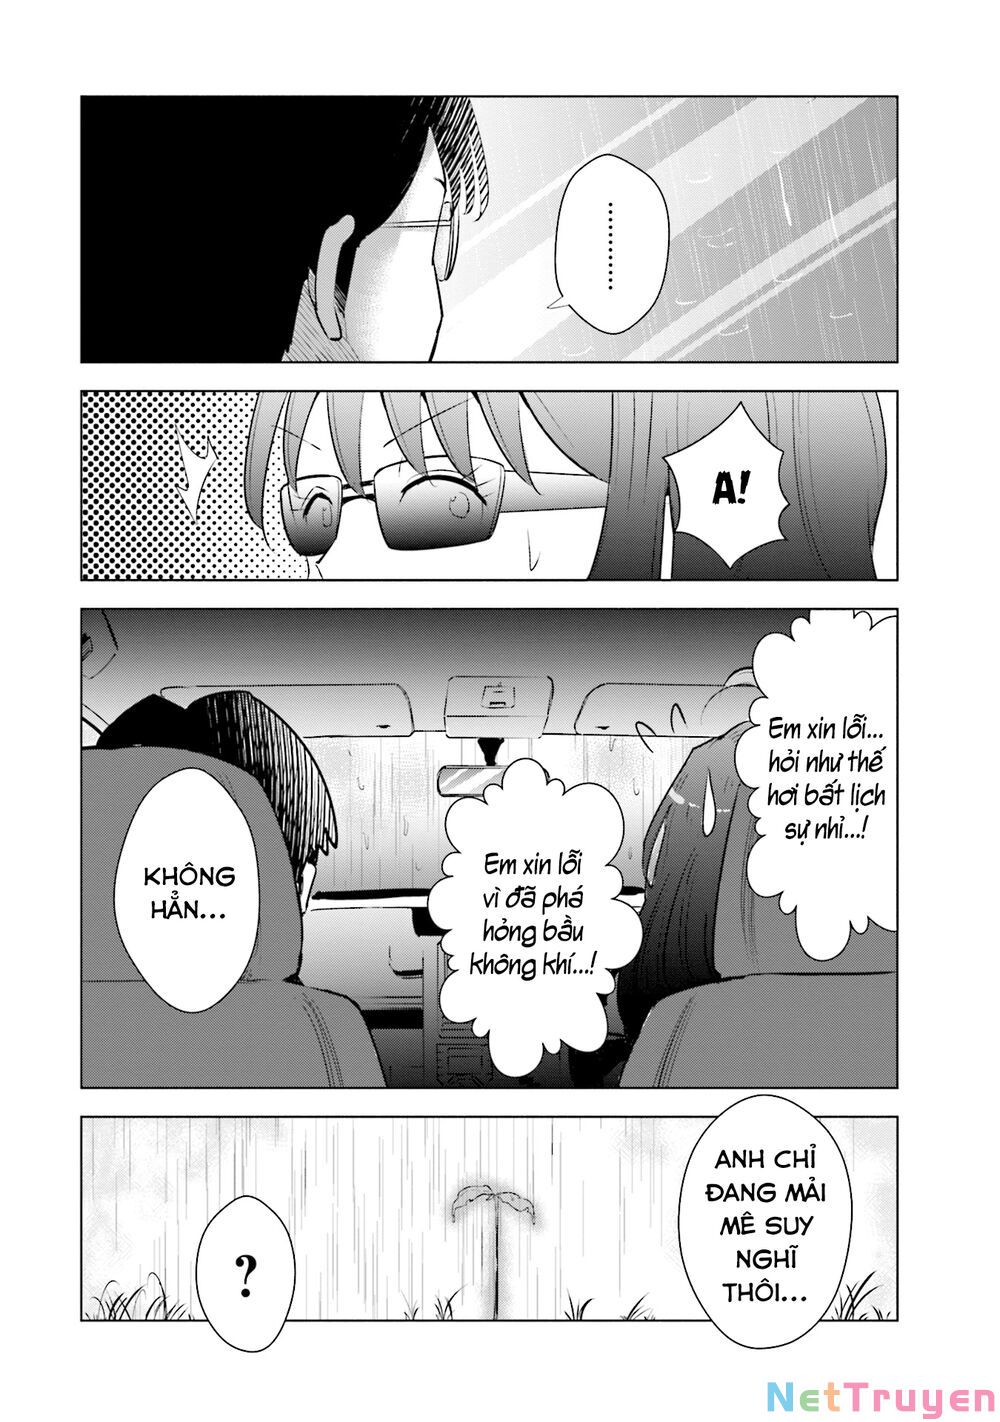 ..........
A!
Em xin lỗi...
hỏi như thế
hơi bất lịch
sự nhỉ...!
Em xin lỗi
vì đã phá
hỏng bầu
không khí...!
KHÔNG
HẲN...
ANH CHỈ
ĐANG MẢI
MÊ SUY
NGHĨ
THÔI...
?
NetTruyen